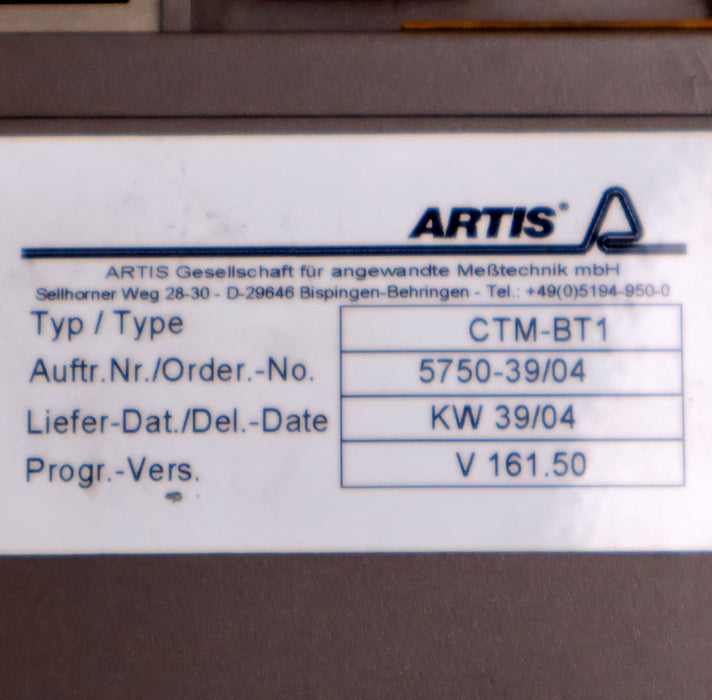 ARTIS®
ARTIS Gesellschaft für angewandte Meßtechnik mbH
Sellhorner Weg 28-30 - D-29646 Bispingen-Behringen - Tel.: +49(0)5194-950-0
Typ / Type CTM-BT1
Auftr.Nr./Order.-No. 5750-39/04
Liefer-Dat./Del.-Date KW 39/04
Progr.-Vers. V 161.50